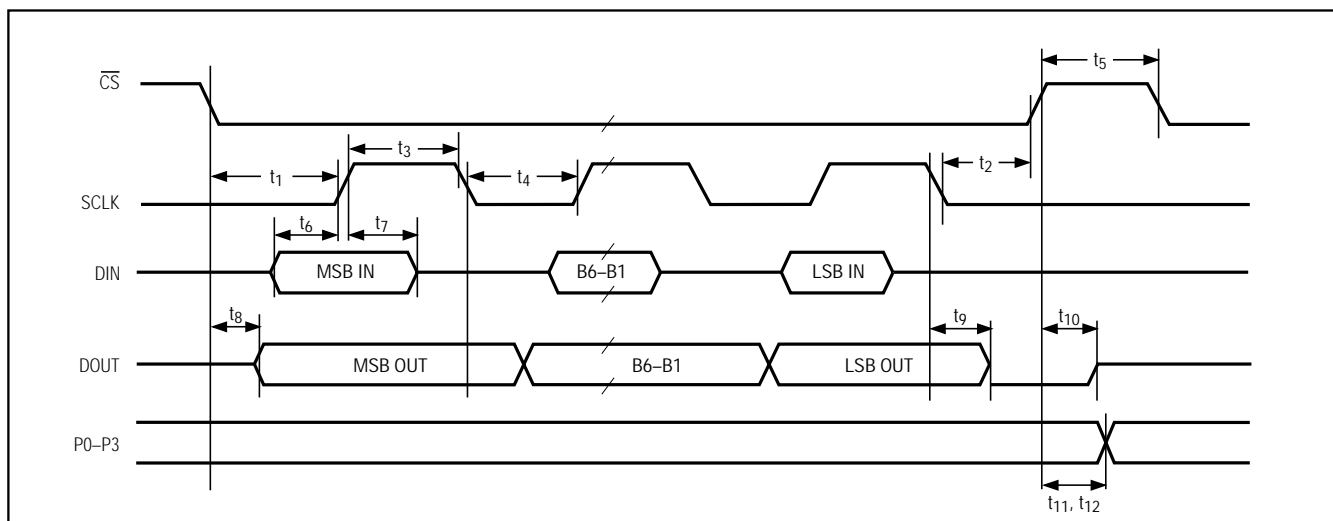 t5
C̅S̅
t3
t1
t4
t2
SCLK
t6
t7
DIN
MSB IN
B6–B1
LSB IN
t8
t9
t10
DOUT
MSB OUT
B6–B1
LSB OUT
P0–P3
t11, t12